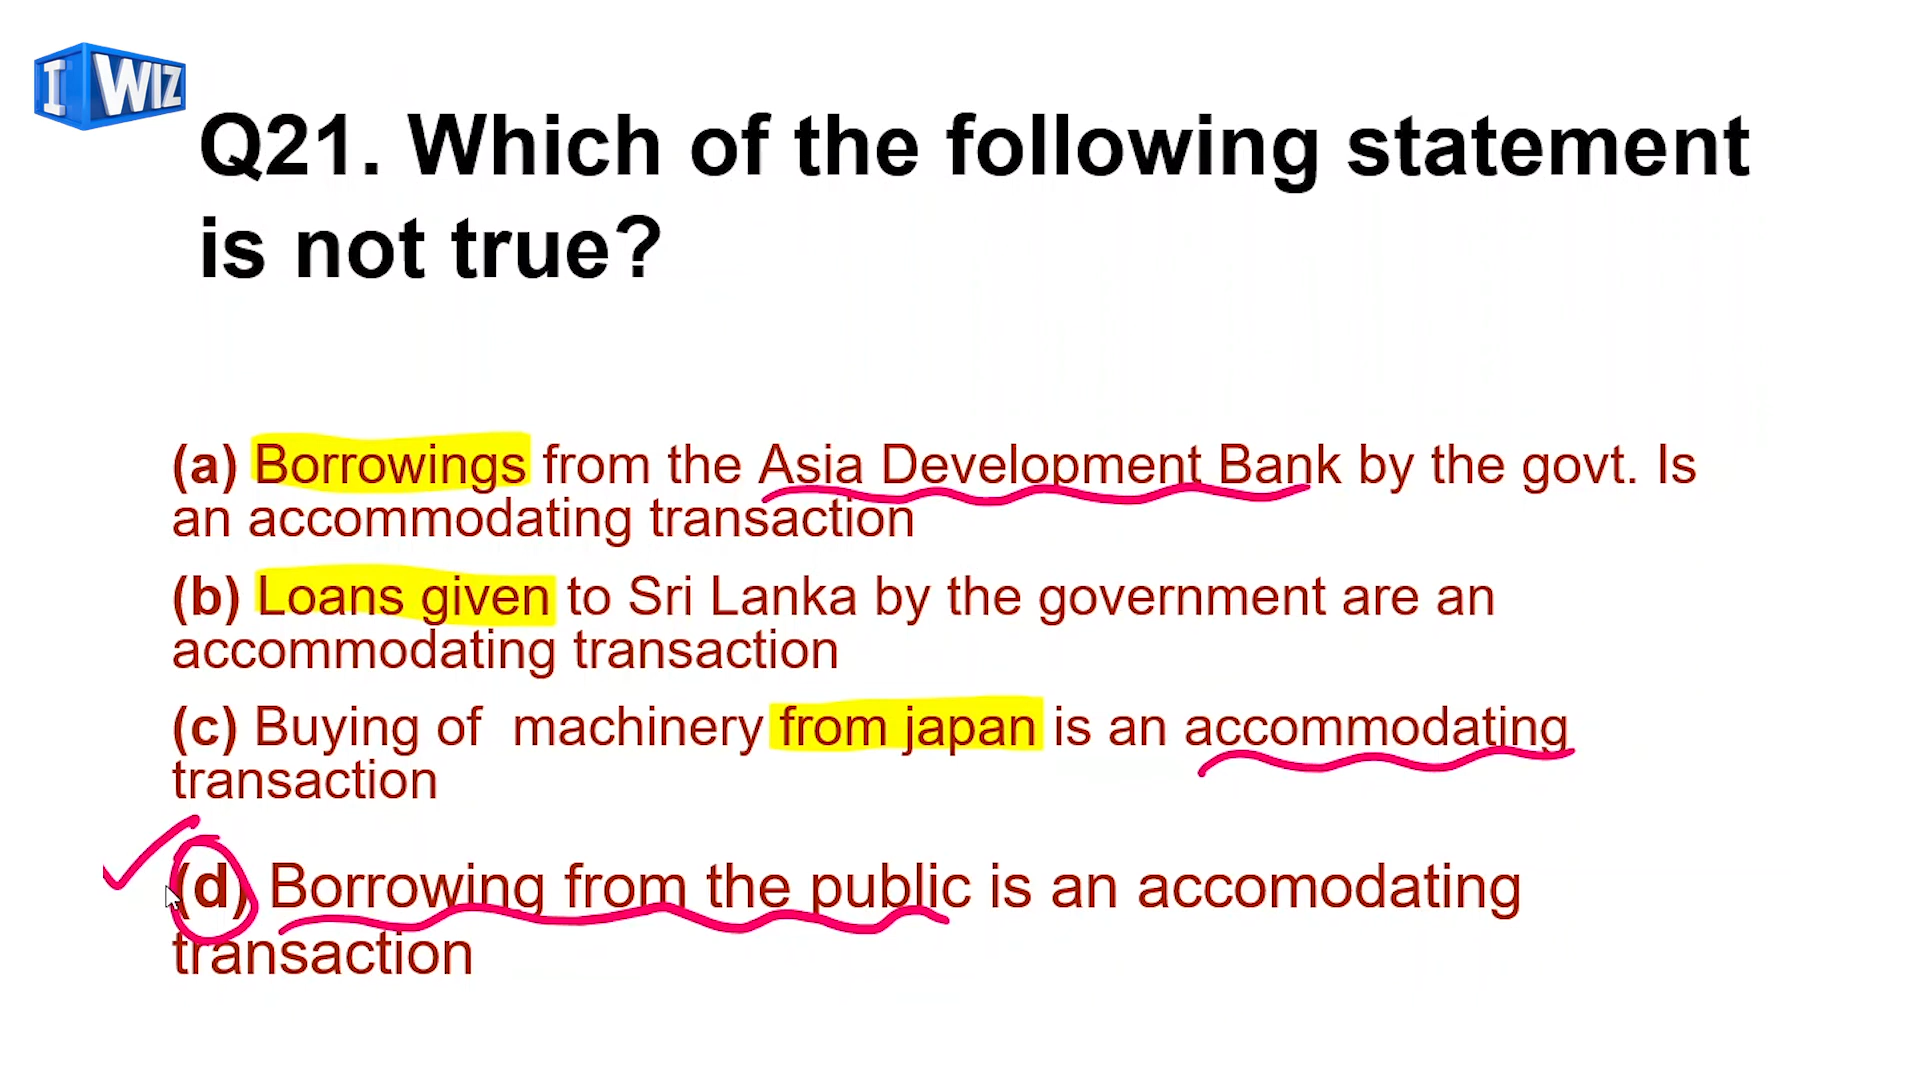 I WIZ
Q21. Which of the following statement
is not true?
(a) Borrowings from the Asia Development Bank by the govt. Is
an accommodating transaction
(b) Loans given to Sri Lanka by the government are an
accommodating transaction
(c) Buying of  machinery from japan is an accommodating
transaction
(d) Borrowing from the public is an accomodating
transaction